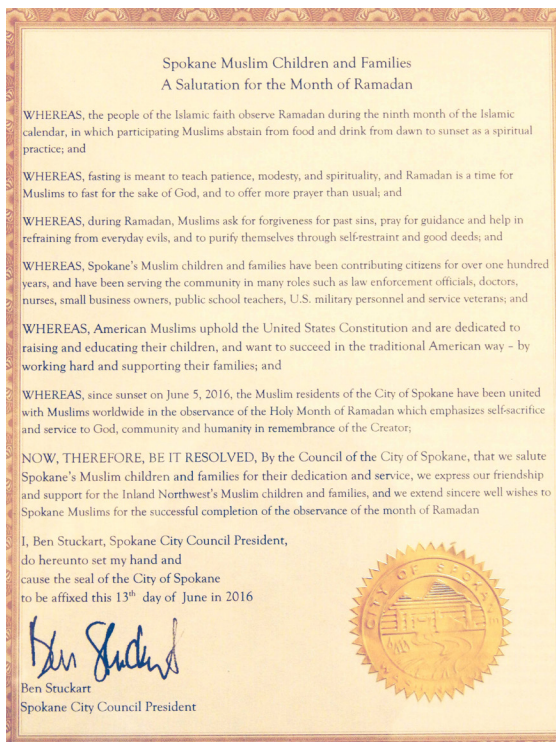 Spokane Muslim Children and Families
A Salutation for the Month of Ramadan
WHEREAS, the people of the Islamic faith observe Ramadan during the ninth month of the Islamic
calendar, in which participating Muslims abstain from food and drink from dawn to sunset as a spiritual
practice; and
WHEREAS, fasting is meant to teach patience, modesty, and spirituality, and Ramadan is a time for
Muslims to fast for the sake of God, and to offer more prayer than usual; and
WHEREAS, during Ramadan, Muslims ask for forgiveness for past sins, pray for guidance and help in
refraining from everyday evils, and to purify themselves through self-restraint and good deeds; and
WHEREAS, Spokane's Muslim children and families have been contributing citizens for over one hundred
years, and have been serving the community in many roles such as law enforcement officials, doctors,
nurses, small business owners, public school teachers, U.S. military personnel and service veterans; and
WHEREAS, American Muslims uphold the United States Constitution and are dedicated to
raising and educating their children, and want to succeed in the traditional American way – by
working hard and supporting their families; and
WHEREAS, since sunset on June 5, 2016, the Muslim residents of the City of Spokane have been united
with Muslims worldwide in the observance of the Holy Month of Ramadan which emphasizes self-sacrifice
and service to God, community and humanity in remembrance of the Creator;
NOW, THEREFORE, BE IT RESOLVED, By the Council of the City of Spokane, that we salute
Spokane's Muslim children and families for their dedication and service, we express our friendship
and support for the Inland Northwest's Muslim children and families, and we extend sincere well wishes to
Spokane Muslims for the successful completion of the observance of the month of Ramadan
I, Ben Stuckart, Spokane City Council President,
do hereunto set my hand and
cause the seal of the City of Spokane
to be affixed this 13th day of June in 2016
Ben Stuckart
Ben Stuckart
Spokane City Council President
CITY OF SPOKANE